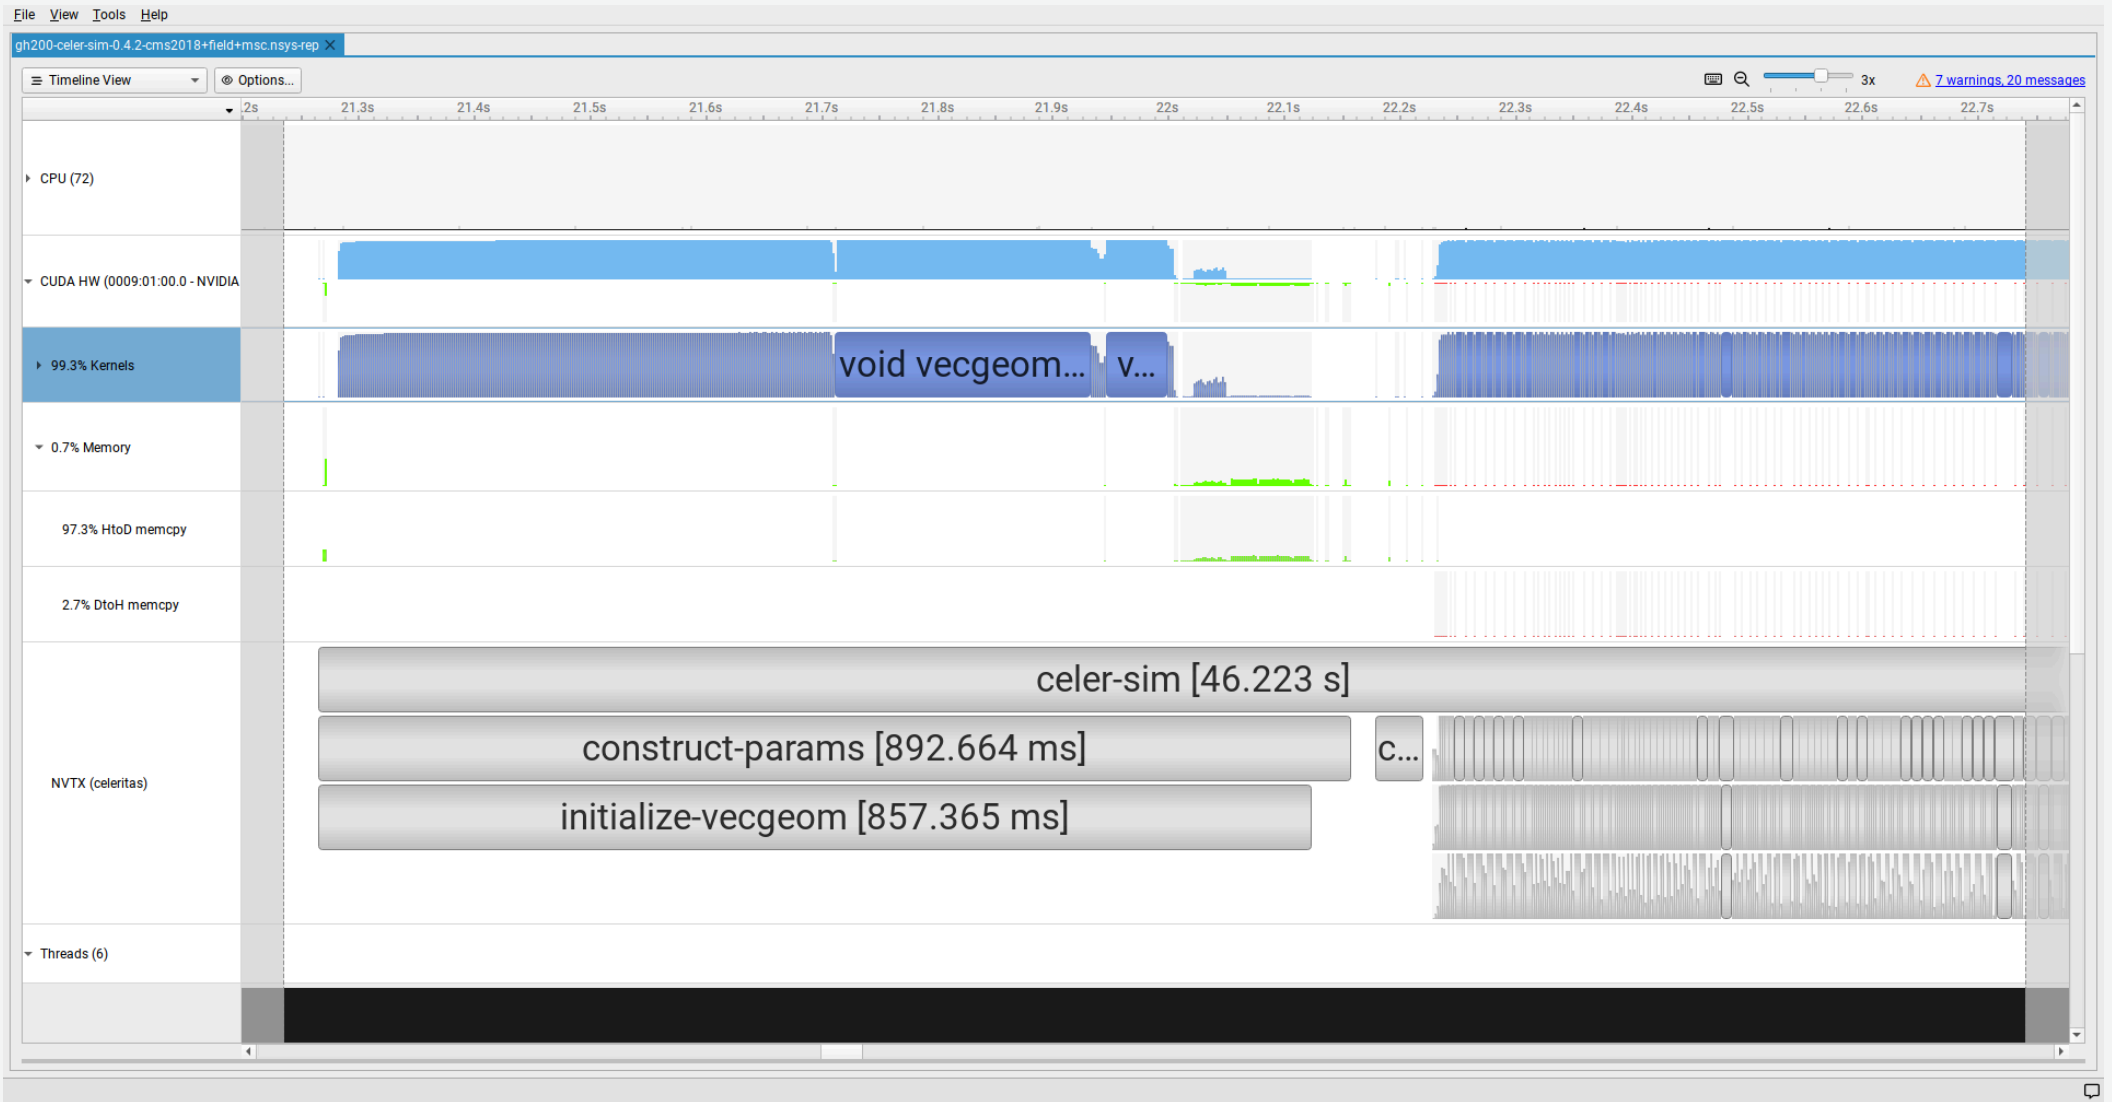 File View Tools Help
gh200-celer-sim-0.4.2-cms2018+field+msc.nsys-rep
Timeline View Options... 3x 7 warnings, 20 messages
.2s 21.3s 21.4s 21.5s 21.6s 21.7s 21.8s 21.9s 22s 22.1s 22.2s 22.3s 22.4s 22.5s 22.6s 22.7s
CPU (72)
CUDA HW (0009:01:00.0 - NVIDIA
99.3% Kernels
void vecgeom... v...
0.7% Memory
97.3% HtoD memcpy
2.7% DtoH memcpy
celer-sim [46.223 s]
construct-params [892.664 ms] c...
NVTX (celeritas)
initialize-vecgeom [857.365 ms]
Threads (6)